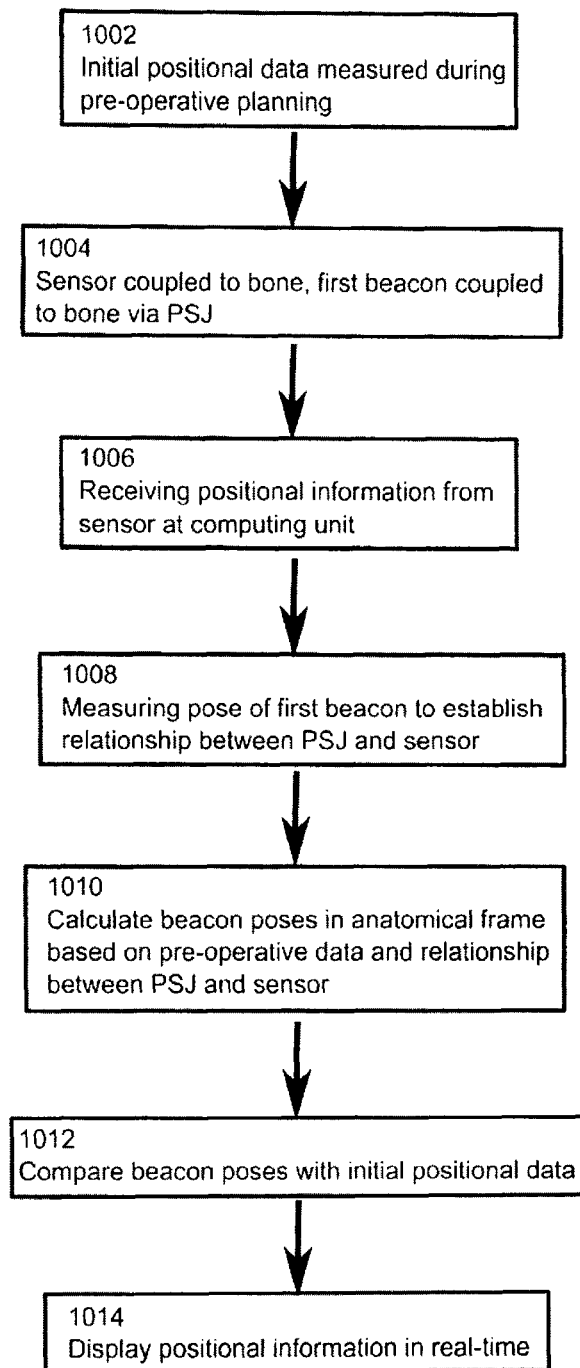 1002
Initial positional data measured during
pre-operative planning
1004
Sensor coupled to bone, first beacon coupled
to bone via PSJ
1006
Receiving positional information from
sensor at computing unit
1008
Measuring pose of first beacon to establish
relationship between PSJ and sensor
1010
Calculate beacon poses in anatomical frame
based on pre-operative data and relationship
between PSJ and sensor
1012
Compare beacon poses with initial positional data
1014
Display positional information in real-time